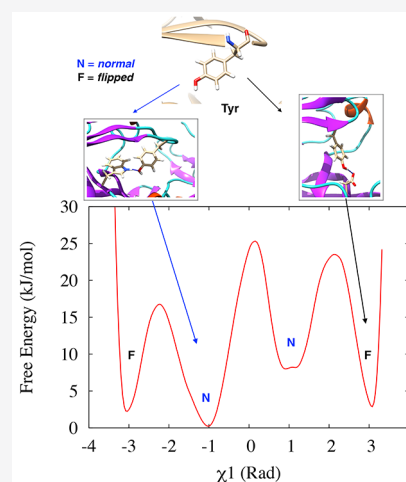 N = normal
F = flipped
Tyr
30
25
20
15
10
5
0
Free Energy (kJ/mol)
F
N
N
F
-4 -3 -2 -1 0 1 2 3
χ1 (Rad)